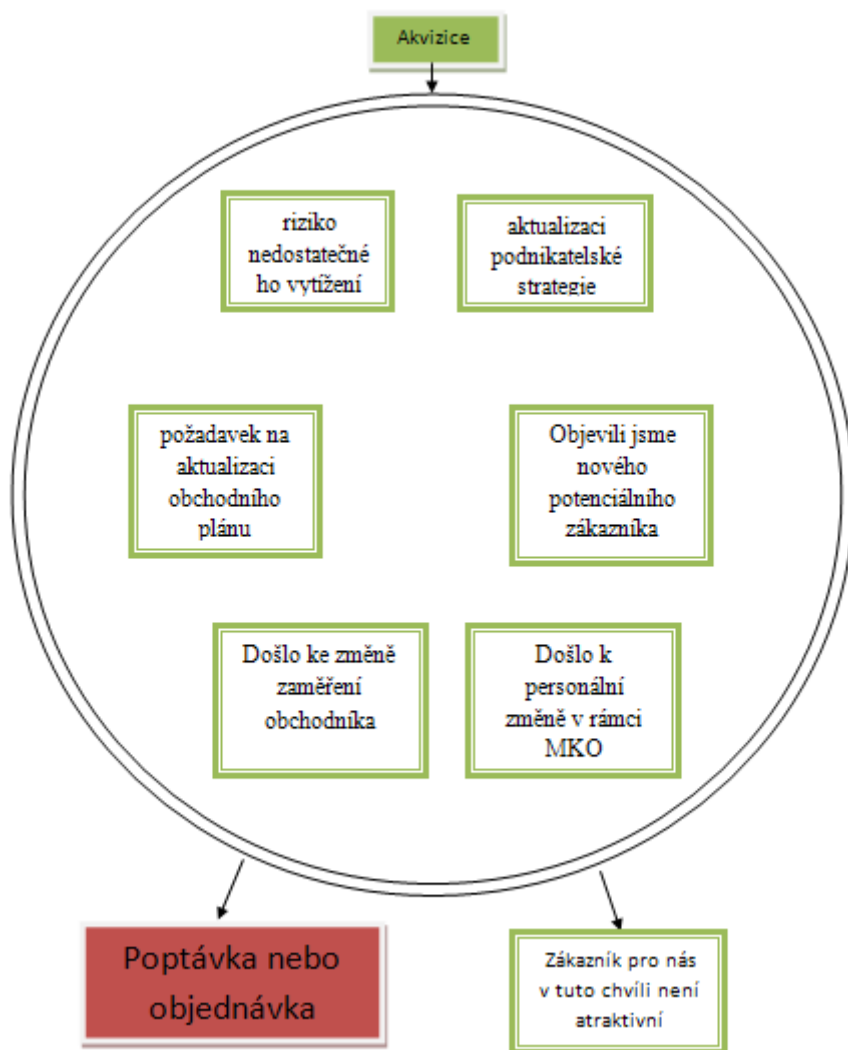 Akvizice
riziko
nedostatečné
ho vytížení
aktualizaci
podnikatelské
strategie
požadavek na
aktualizaci
obchodního
plánu
Objevili jsme
nového
potenciálního
zákazníka
Došlo ke změně
zaměření
obchodníka
Došlo k
personální
změně v rámci
MKO
Poptávka nebo
objednávka
Zákazník pro nás
v tuto chvíli není
atraktivní